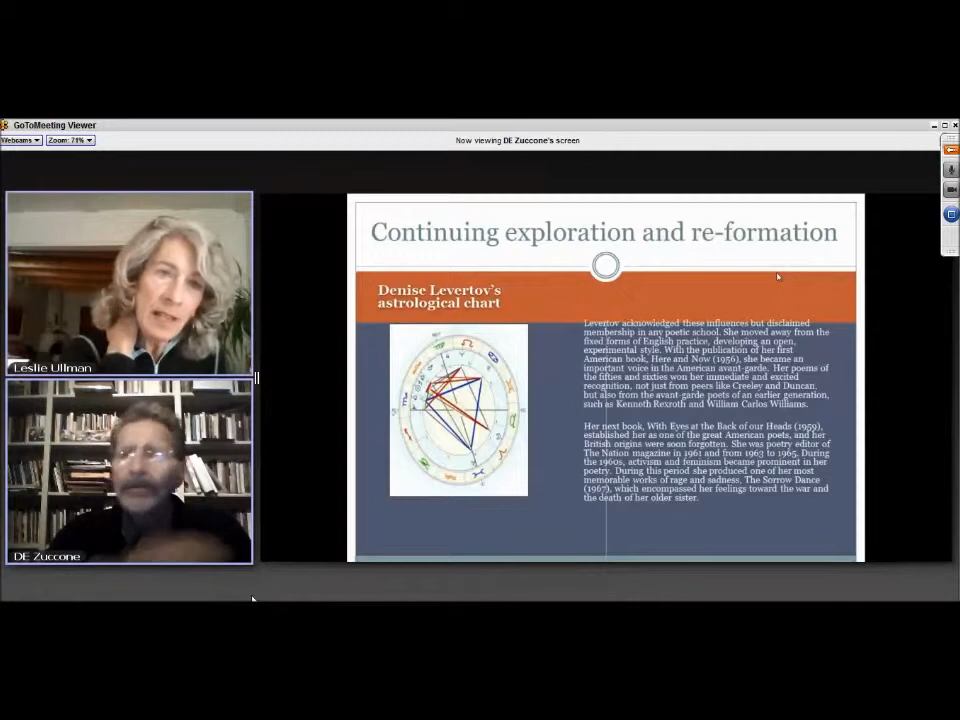 GoToMeeting Viewer
Webcams
Zoom: 71%
Now viewing DE Zuccone's screen
Leslie Ullman
DE Zuccone
Continuing exploration and re-formation
Denise Levertov's
astrological chart
Levertov acknowledged these influences but disclaimed
membership in any poetic school. She moved away from the
fixed forms of English practice, developing an open,
experimental style. With the publication of her first
American book, Here and Now (1956), she became an
important voice in the American avant-garde. Her poems of
the fifties and sixties won her immediate and excited
recognition, not just from peers like Creeley and Duncan,
but also from the avant-garde poets of an earlier generation,
such as Kenneth Rexroth and William Carlos Williams.
Her next book, With Eyes at the Back of our Heads (1959),
established her as one of the great American poets, and her
British origins were soon forgotten. She was poetry editor of
The Nation magazine in 1961 and from 1963 to 1965. During
the 1960s, activism and feminism became prominent in her
poetry. During this period she produced one of her most
memorable works of rage and sadness, The Sorrow Dance
(1967), which encompassed her feelings toward the war and
the death of her older sister.